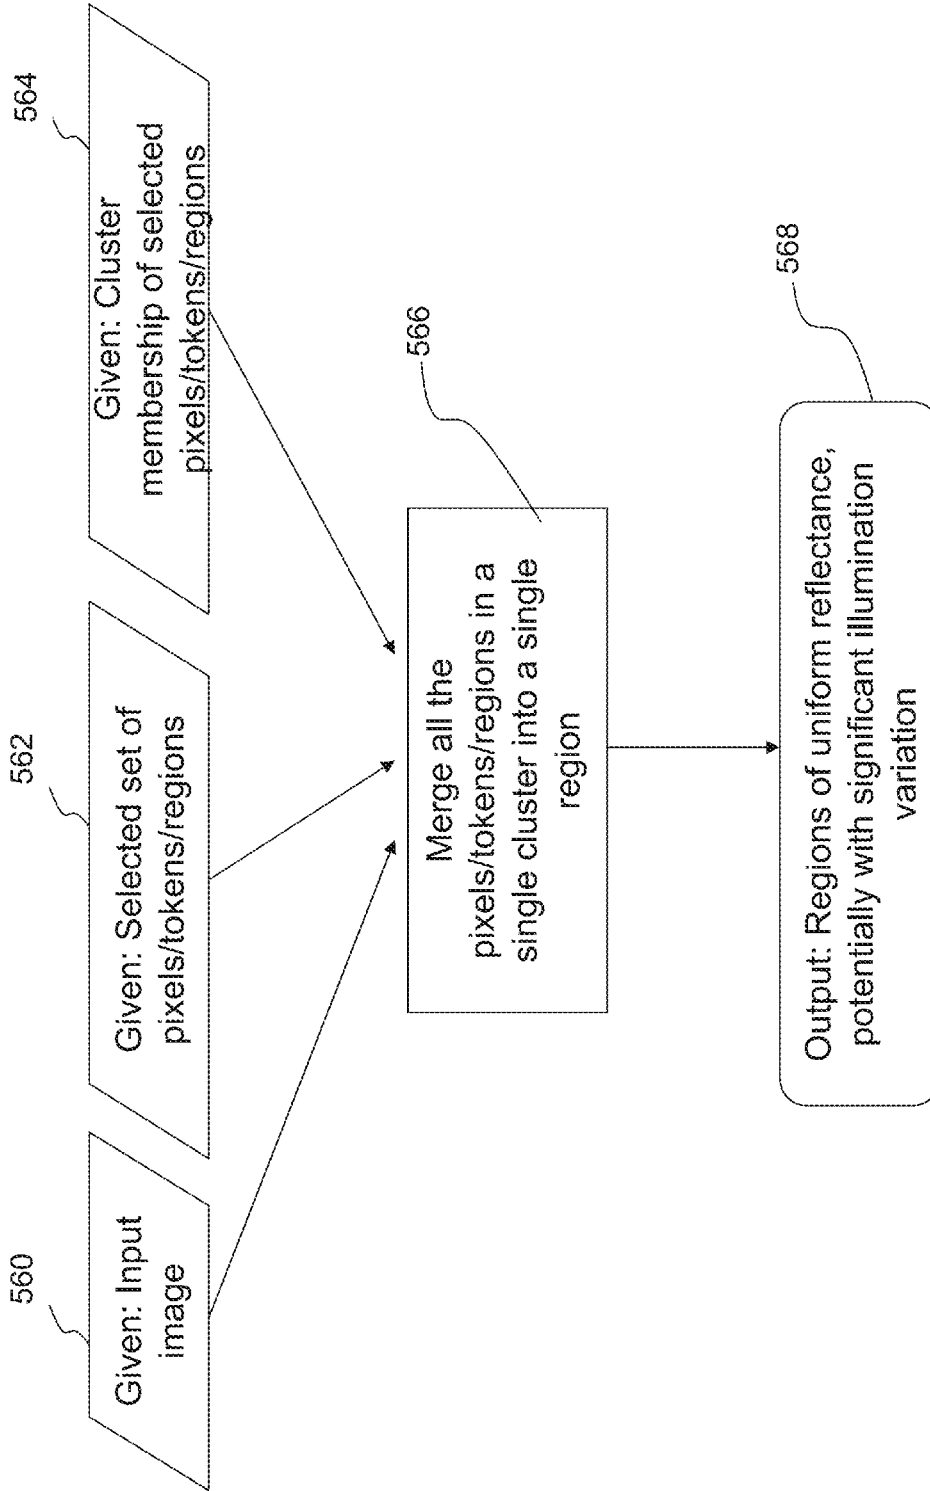 560
Given: Input
image
562
Given: Selected set of
pixels/tokens/regions
564
Given: Cluster
membership of selected
pixels/tokens/regions
566
Merge all the
pixels/tokens/regions in a
single cluster into a single
region
568
Output: Regions of uniform reflectance,
potentially with significant illumination
variation